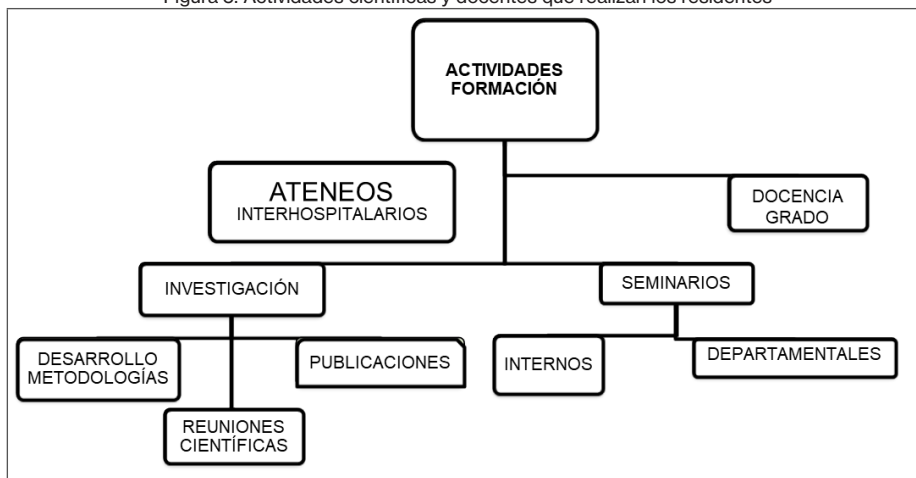 Figura 3. Actividades científicas y docentes que realizan los residentes
ACTIVIDADES
FORMACIÓN
ATENEOS
INTERHOSPITALARIOS
DOCENCIA
GRADO
INVESTIGACIÓN
SEMINARIOS
DESARROLLO
METODOLOGÍAS
PUBLICACIONES
INTERNOS
DEPARTAMENTALES
REUNIONES
CIENTÍFICAS